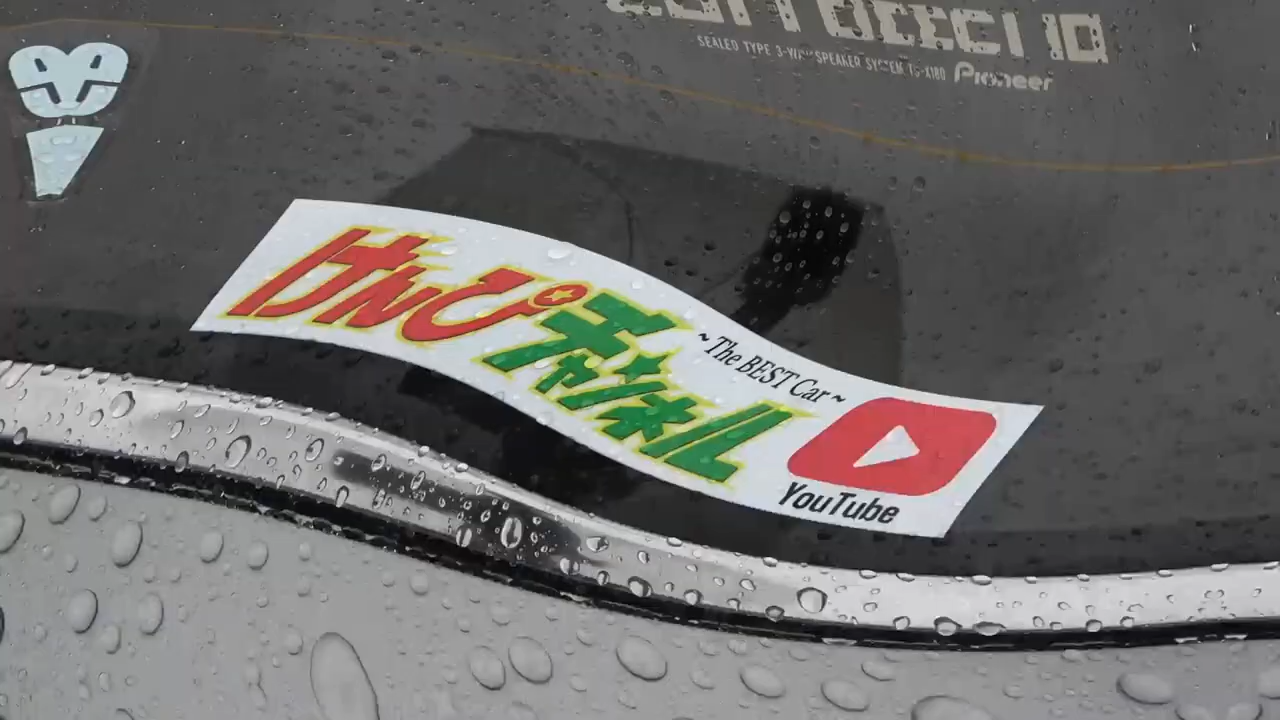 SEALED TYPE 3-WAY SPEAKER SYSTEM TS-X180
Pioneer
けんぴチャンネル
~The BEST Car~
YouTube